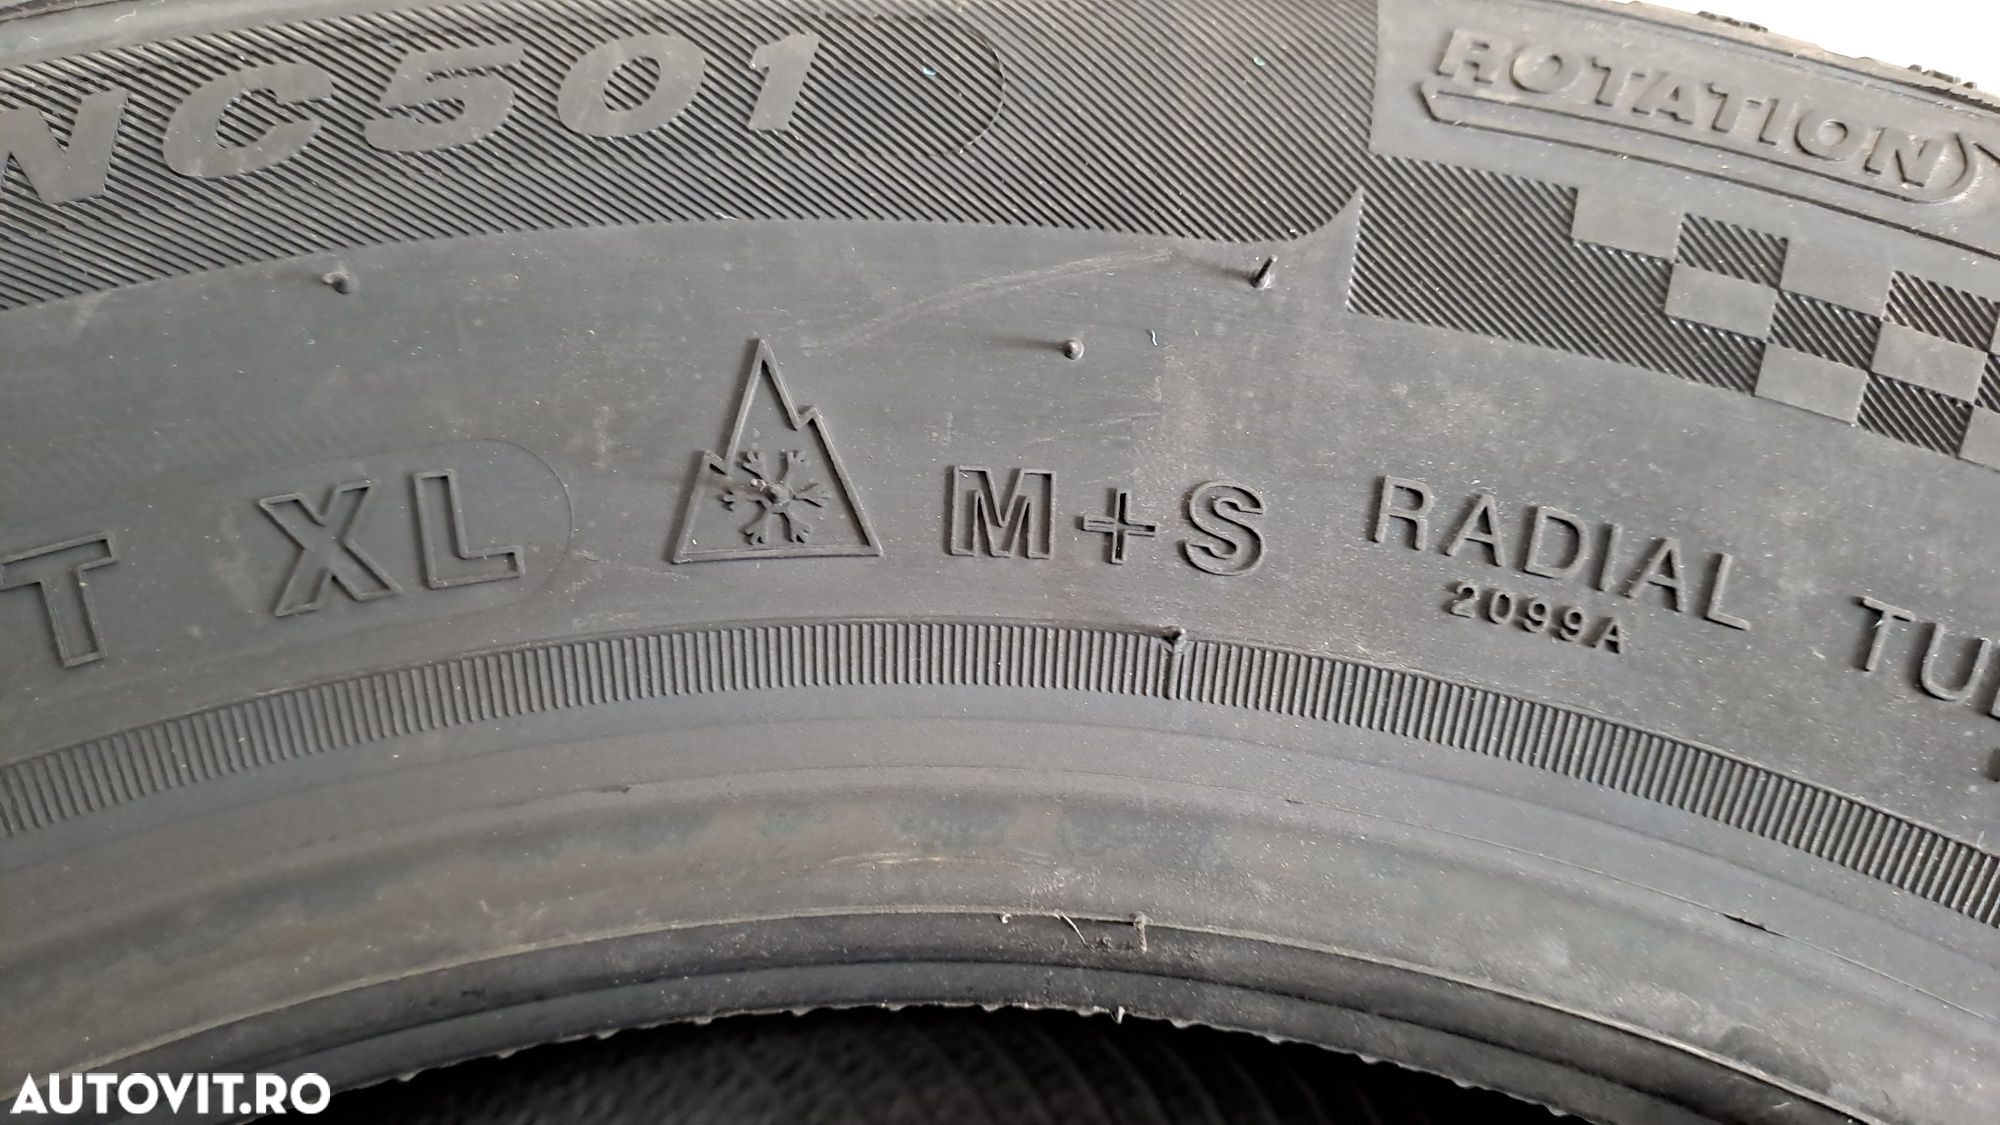 NC501
ROTATION
T XL M+S RADIAL
2099A
AUTOVIT.RO